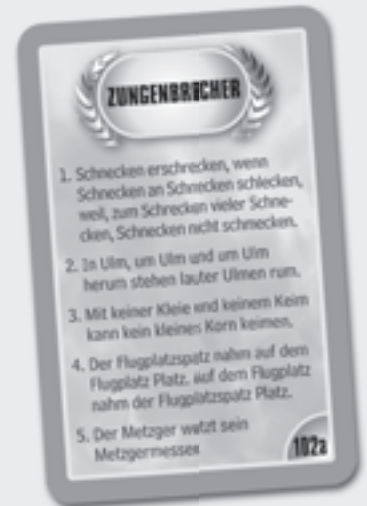 ZUNGENBRECHER
1. Schnecken erschrecken, wenn
Schnecken an Schnecken schlecken,
weil, zum Schrecken vieler Schne-
cken, Schnecken nicht schmecken.
2. In Ulm, um Ulm und um Ulm
herum stehen lauter Ulmen rum.
3. Mit keiner Kleie und keinem Keim
kann kein kleines Korn keimen.
4. Der Flugplatzspatz nahm auf dem
Flugplatz Platz. Auf dem Flugplatz
nahm der Flugplatzspatz Platz.
5. Der Metzger wetzt sein
Metzgermesser
102a